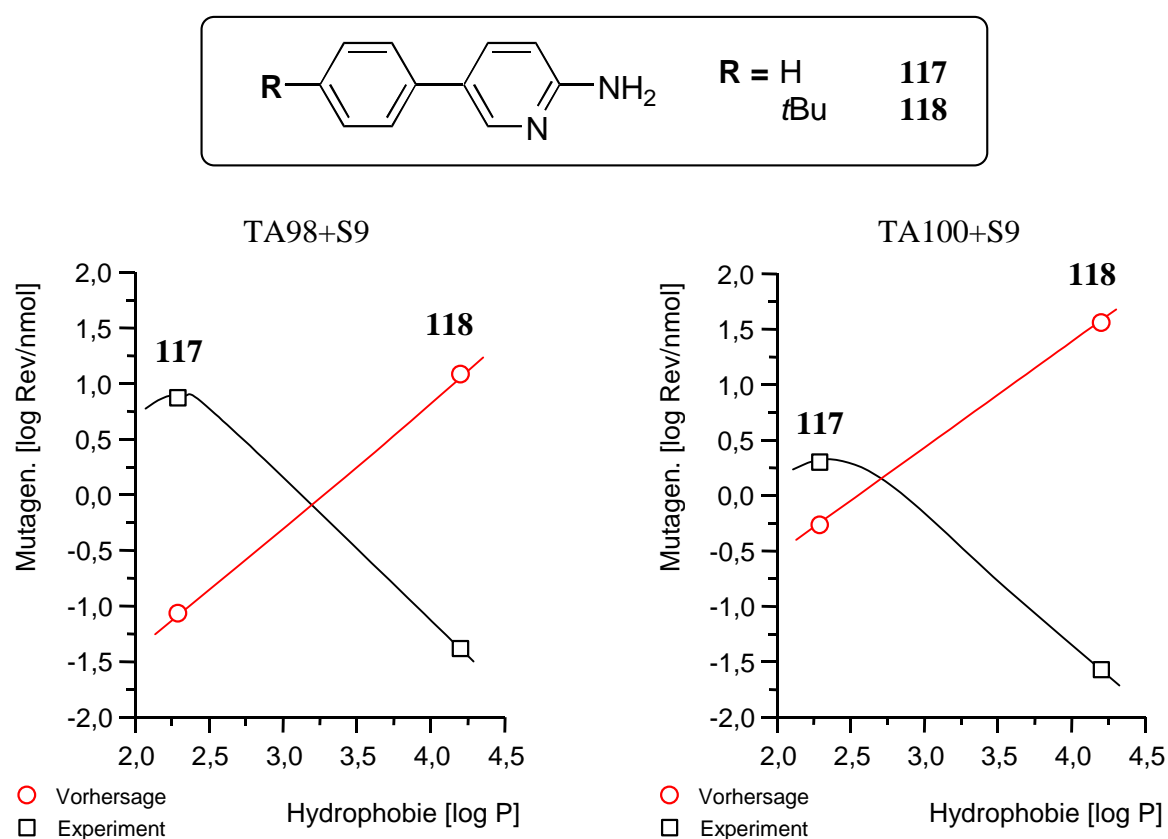 R
N
NH2
R = H 117
tBu 118
TA98+S9
Mutagen. [log Rev/nmol]
2,0
1,5
1,0
0,5
0,0
-0,5
-1,0
-1,5
-2,0
117
118
2,0 2,5 3,0 3,5 4,0 4,5
Vorhersage
Experiment
Hydrophobie [log P]
TA100+S9
Mutagen. [log Rev/nmol]
2,0
1,5
1,0
0,5
0,0
-0,5
-1,0
-1,5
-2,0
117
118
2,0 2,5 3,0 3,5 4,0 4,5
Vorhersage
Experiment
Hydrophobie [log P]